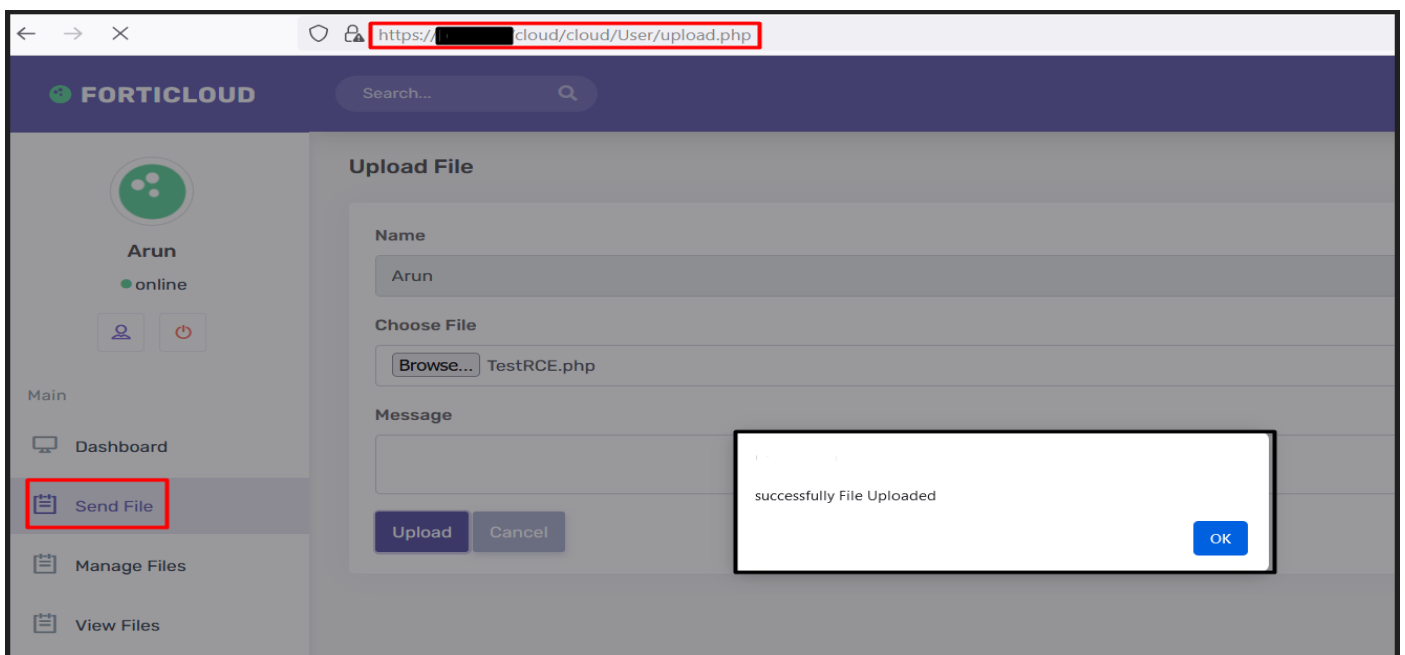 https://
cloud/cloud/User/upload.php
FORTICLOUD
Search...
Arun
online
Main
Dashboard
Send File
Manage Files
View Files
Upload File
Name
Arun
Choose File
Browse... TestRCE.php
Message
Upload Cancel
successfully File Uploaded
OK